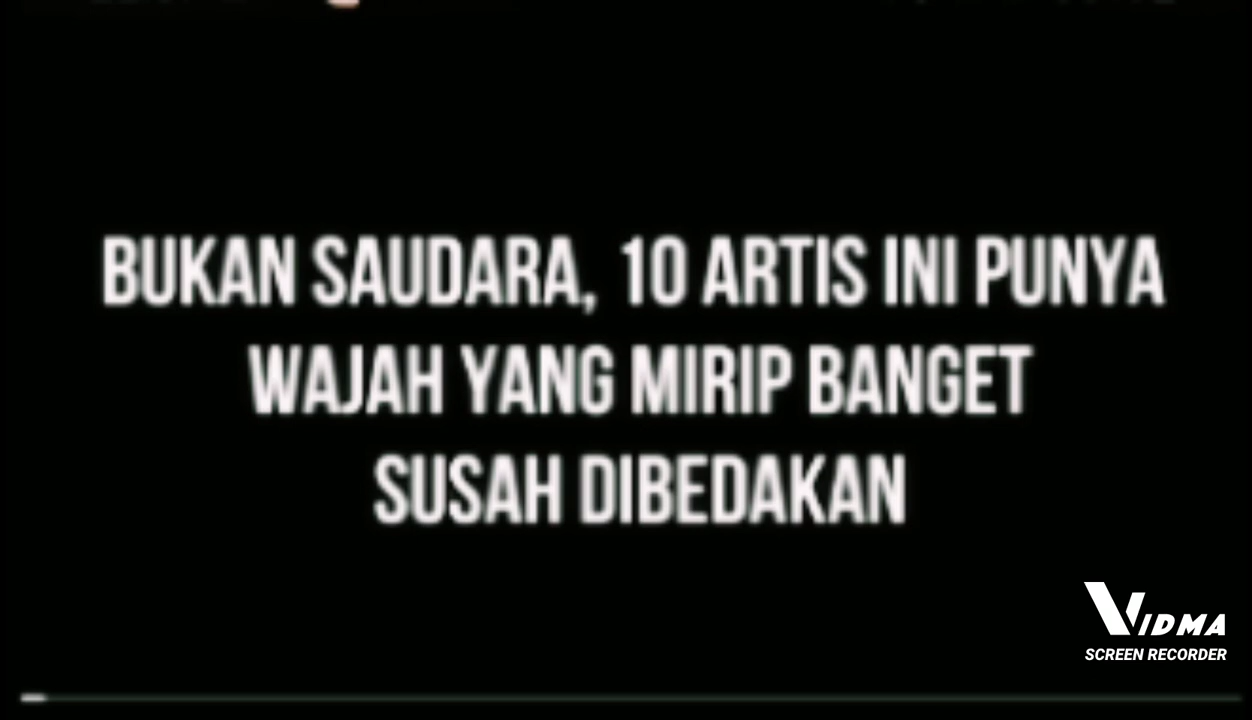 BUKAN SAUDARA, 10 ARTIS INI PUNYA
WAJAH YANG MIRIP BANGET
SUSAH DIBEDAKAN
VIDMA
SCREEN RECORDER